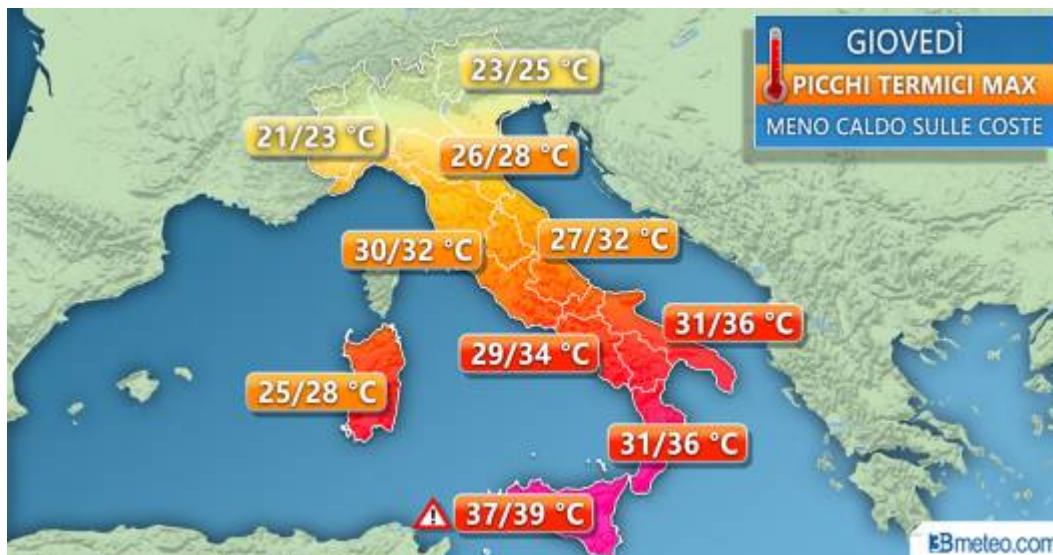 GIOVEDÌ
PICCHI TERMICI MAX
MENO CALDO SULLE COSTE
23/25 °C
21/23 °C
26/28 °C
30/32 °C
27/32 °C
31/36 °C
29/34 °C
25/28 °C
31/36 °C
37/39 °C
3Bmeteo.com